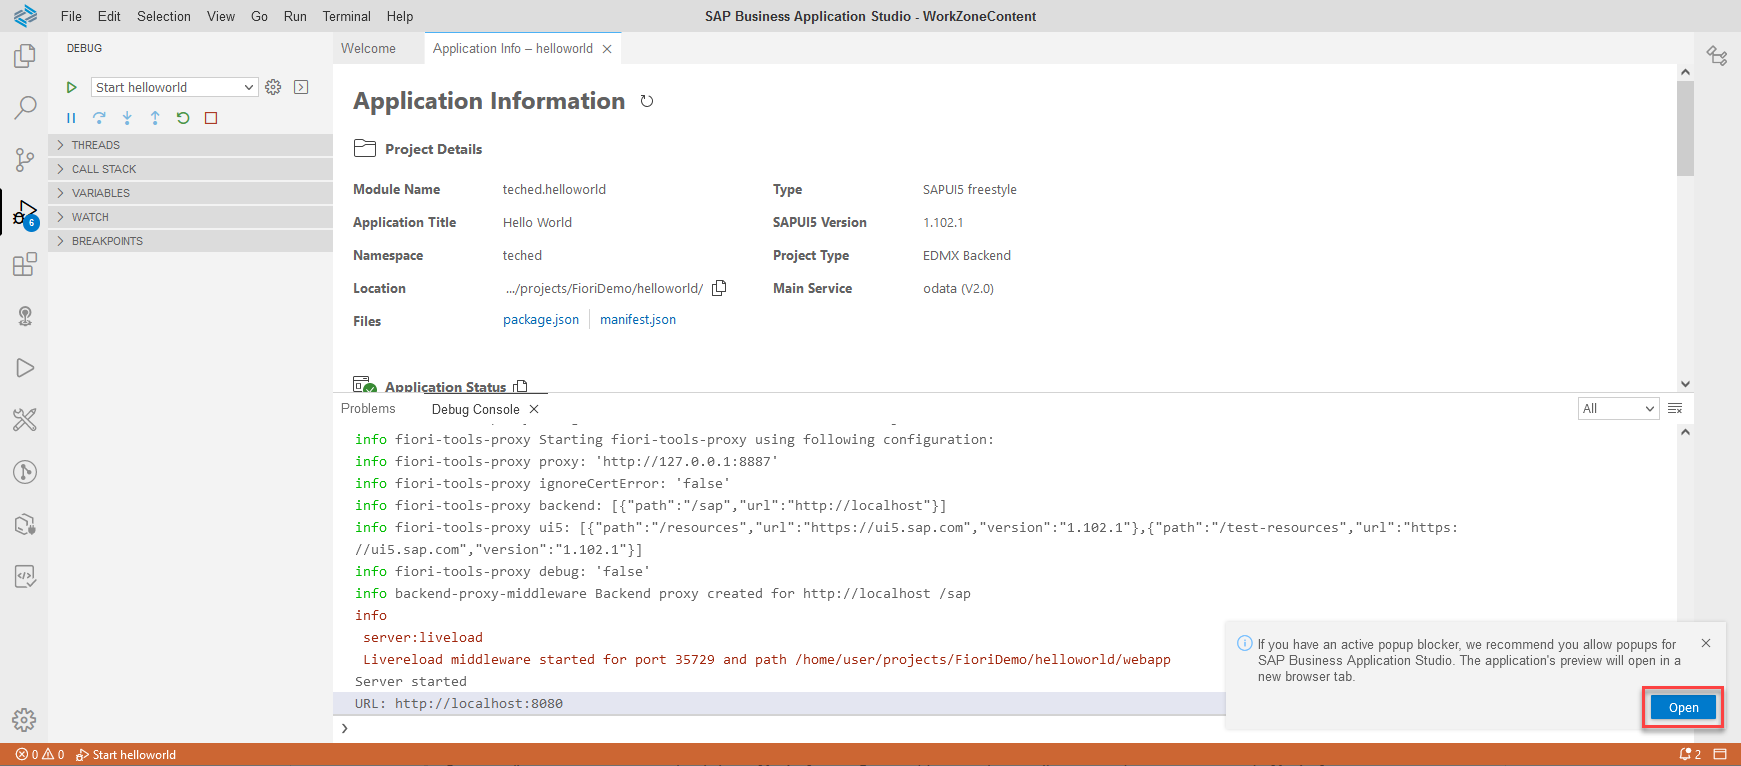 File Edit Selection View Go Run Terminal Help
SAP Business Application Studio - WorkZoneContent
DEBUG
Start helloworld
THREADS
CALL STACK
VARIABLES
WATCH
BREAKPOINTS
6
Welcome
Application Info – helloworld
Application Information
Project Details
Module Name teched.helloworld Type SAPUI5 freestyle
Application Title Hello World SAPUI5 Version 1.102.1
Namespace teched Project Type EDMX Backend
Location .../projects/FioriDemo/helloworld/ Main Service odata (V2.0)
Files package.json manifest.json
Application Status
Problems Debug Console All
info fiori-tools-proxy Starting fiori-tools-proxy using following configuration:
info fiori-tools-proxy proxy: 'http://127.0.0.1:8887'
info fiori-tools-proxy ignoreCertError: 'false'
info fiori-tools-proxy backend: [{"path":"/sap","url":"http://localhost"}]
info fiori-tools-proxy ui5: [{"path":"/resources","url":"https://ui5.sap.com","version":"1.102.1"},{"path":"/test-resources","url":"https:
//ui5.sap.com","version":"1.102.1"}]
info fiori-tools-proxy debug: 'false'
info backend-proxy-middleware Backend proxy created for http://localhost /sap
info
server:liveload
Livereload middleware started for port 35729 and path /home/user/projects/FioriDemo/helloworld/webapp
Server started
URL: http://localhost:8080
If you have an active popup blocker, we recommend you allow popups for
SAP Business Application Studio. The application's preview will open in a
new browser tab.
Open
0 0 Start helloworld 2